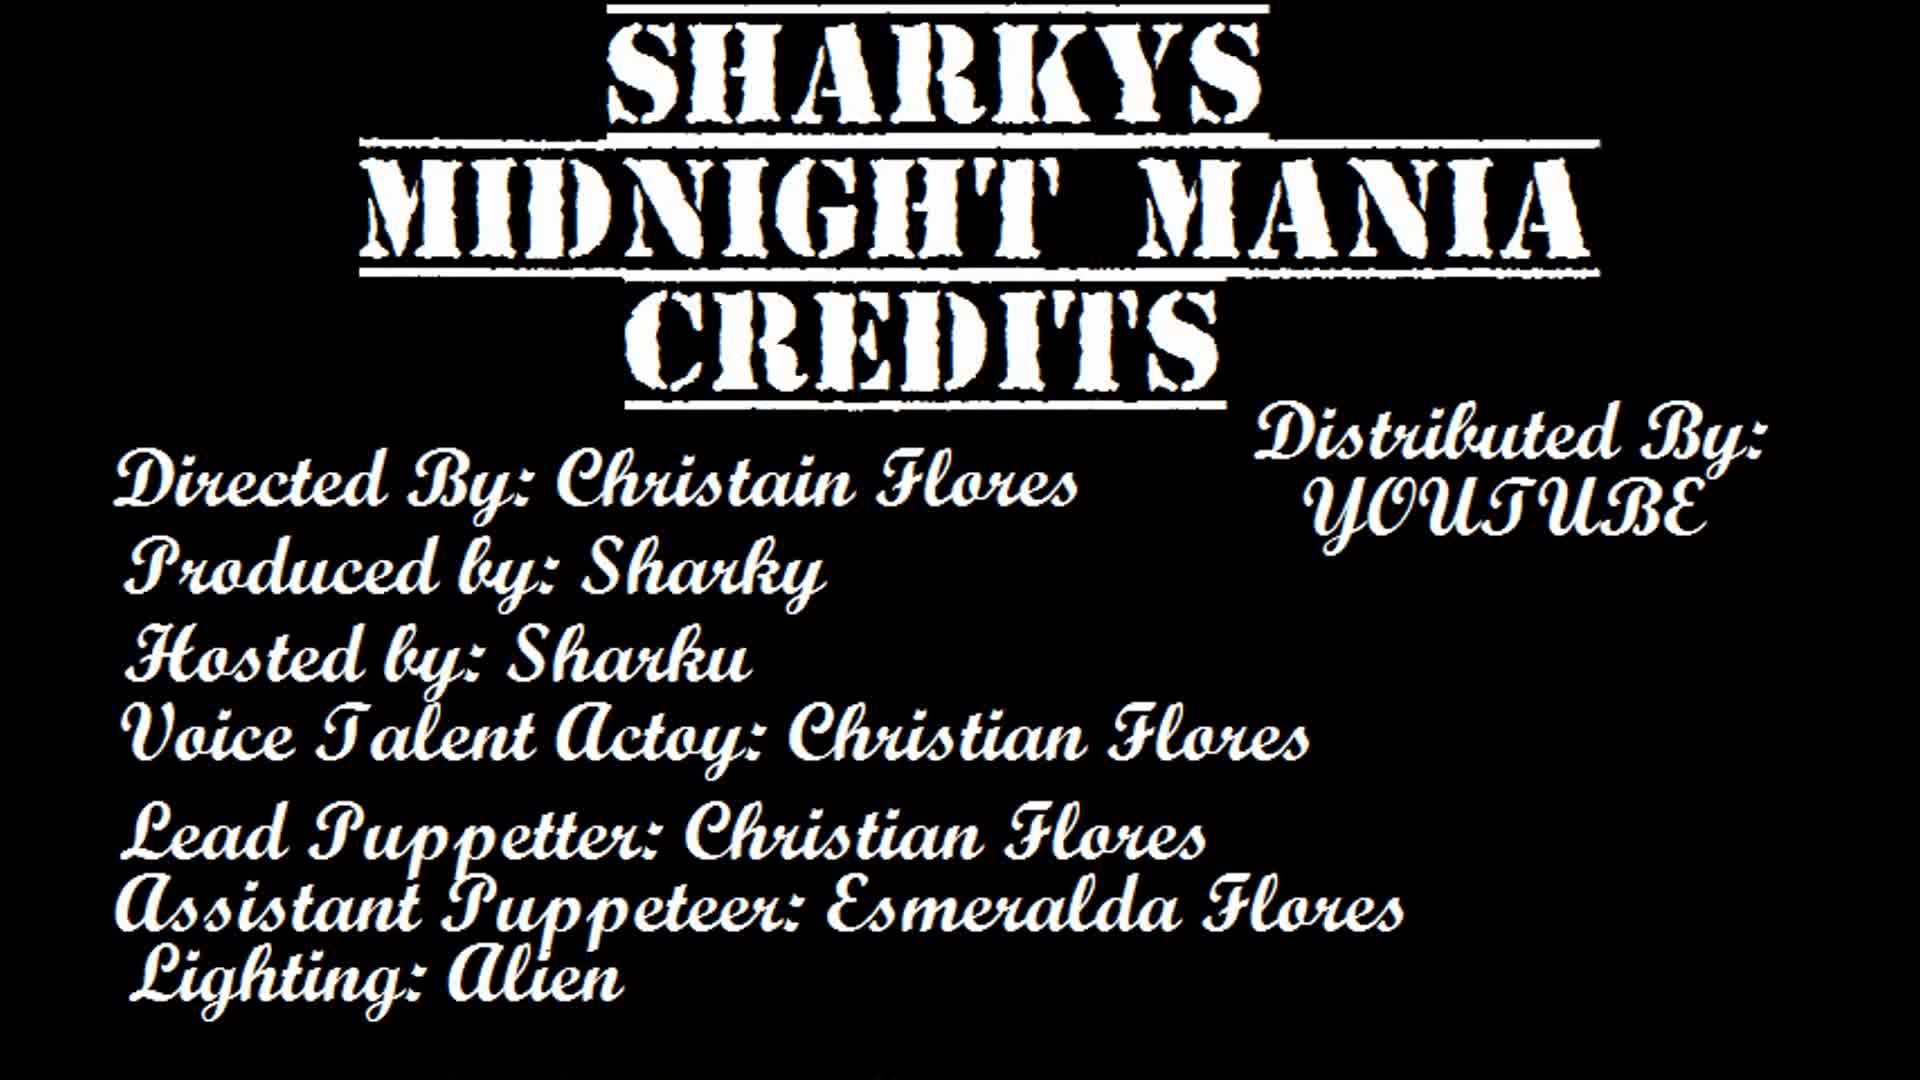 SHARKYS
MIDNIGHT MANIA
CREDITS
Distributed By:
YOUTUBE
Directed By: Christain Flores
Produced by: Sharky
Hosted by: Sharku
Voice Talent Actoy: Christian Flores
Lead Puppetter: Christian Flores
Assistant Puppeteer: Esmeralda Flores
Lighting: Alien